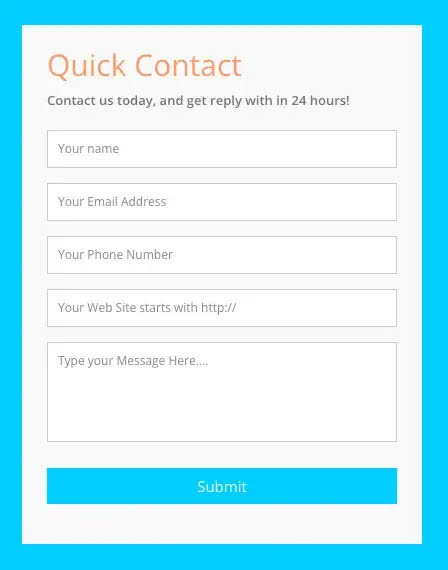 Quick Contact
Contact us today, and get reply with in 24 hours!
Your name
Your Email Address
Your Phone Number
Your Web Site starts with http://
Type your Message Here....
Submit